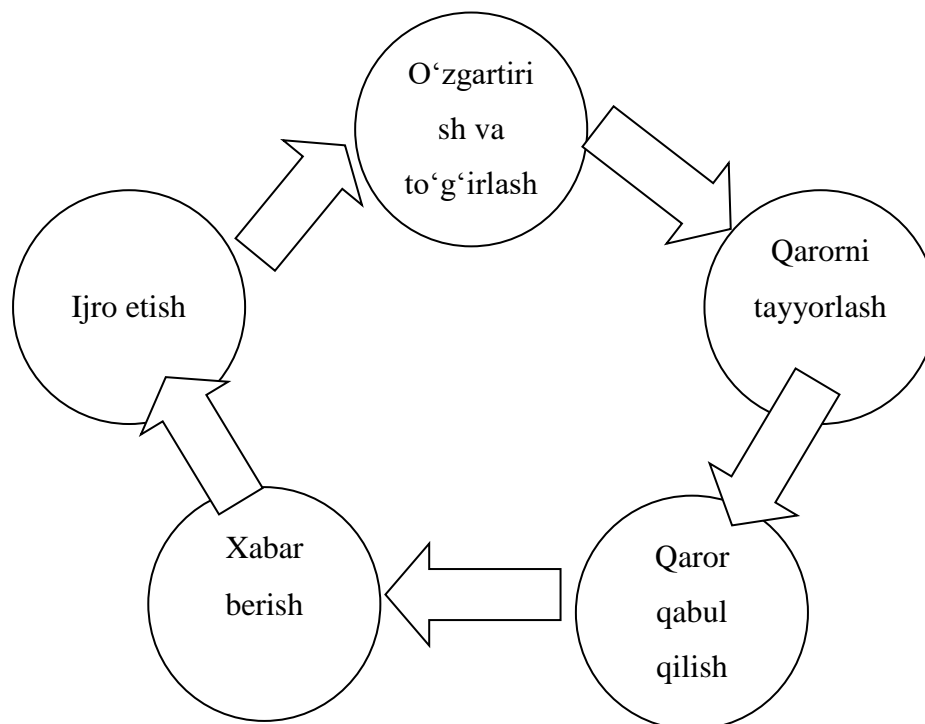 O‘zgartiri
sh va
to‘g‘irlash
Qarorni
tayyorlash
Qaror
qabul
qilish
Xabar
berish
Ijro etish